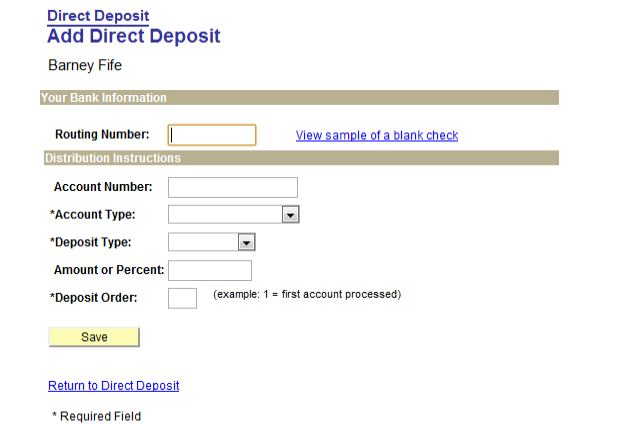 Direct Deposit
Add Direct Deposit
Barney Fife
Your Bank Information
Routing Number: View sample of a blank check
Distribution Instructions
Account Number:
*Account Type:
*Deposit Type:
Amount or Percent:
*Deposit Order: (example: 1 = first account processed)
Save
Return to Direct Deposit
* Required Field